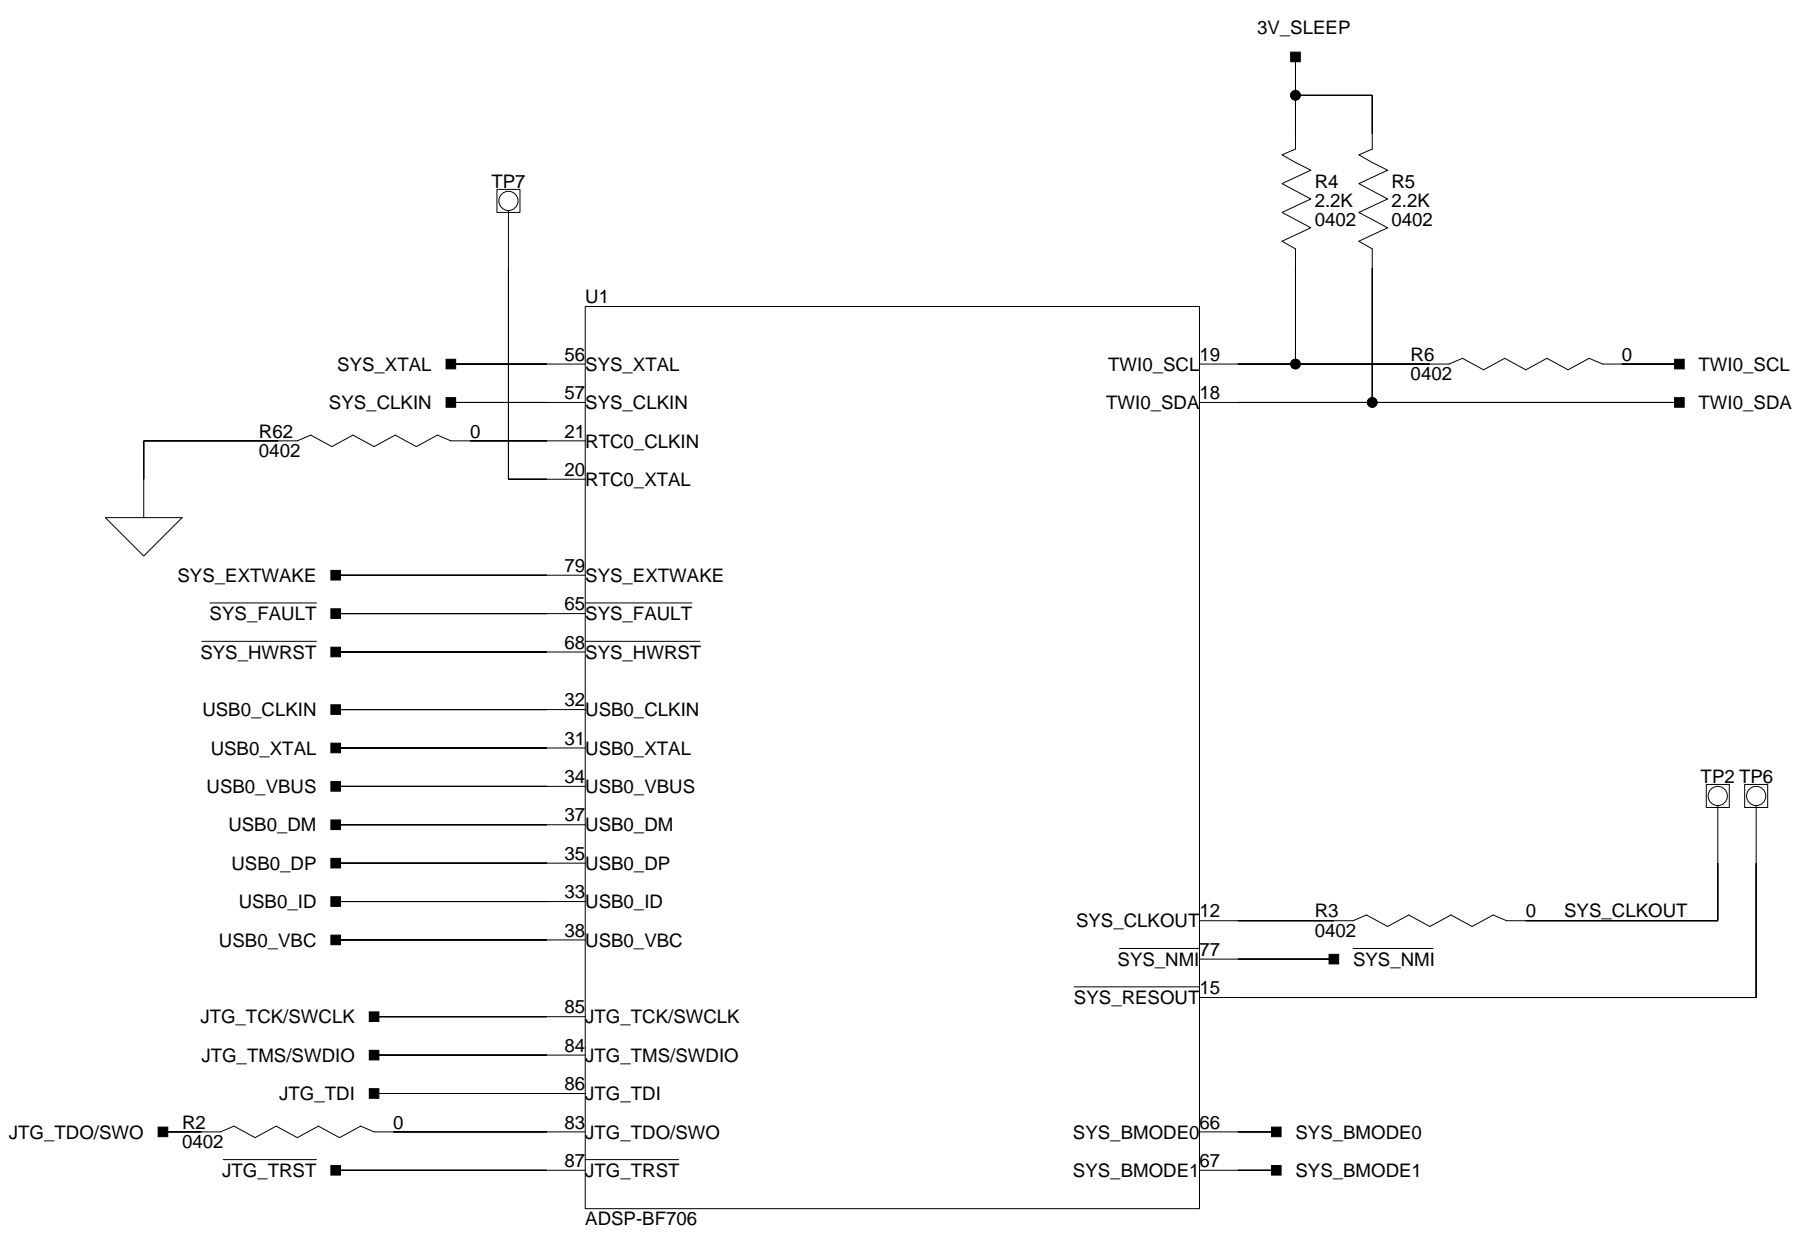 3V_SLEEP
TP7
R4
2.2K
0402
R5
2.2K
0402
U1
SYS_XTAL 56 SYS_XTAL
TWI0_SCL 19 R6 0 TWI0_SCL
0402
SYS_CLKIN 57 SYS_CLKIN
TWI0_SDA 18 TWI0_SDA
R62 0 21 RTC0_CLKIN
0402
20 RTC0_XTAL
SYS_EXTWAKE 79 SYS_EXTWAKE
SYS_FAULT 65 SYS_FAULT
SYS_HWRST 68 SYS_HWRST
USB0_CLKIN 32 USB0_CLKIN
USB0_XTAL 31 USB0_XTAL
USB0_VBUS 34 USB0_VBUS
TP2 TP6
USB0_DM 37 USB0_DM
USB0_DP 35 USB0_DP
USB0_ID 33 USB0_ID
SYS_CLKOUT 12 R3 0 SYS_CLKOUT
0402
USB0_VBC 38 USB0_VBC
SYS_NMI 77 SYS_NMI
SYS_RESOUT 15
JTG_TCK/SWCLK 85 JTG_TCK/SWCLK
JTG_TMS/SWDIO 84 JTG_TMS/SWDIO
JTG_TDI 86 JTG_TDI
JTG_TDO/SWO R2 0 83 JTG_TDO/SWO
0402
SYS_BMODE0 66 SYS_BMODE0
JTG_TRST 87 JTG_TRST
SYS_BMODE1 67 SYS_BMODE1
ADSP-BF706